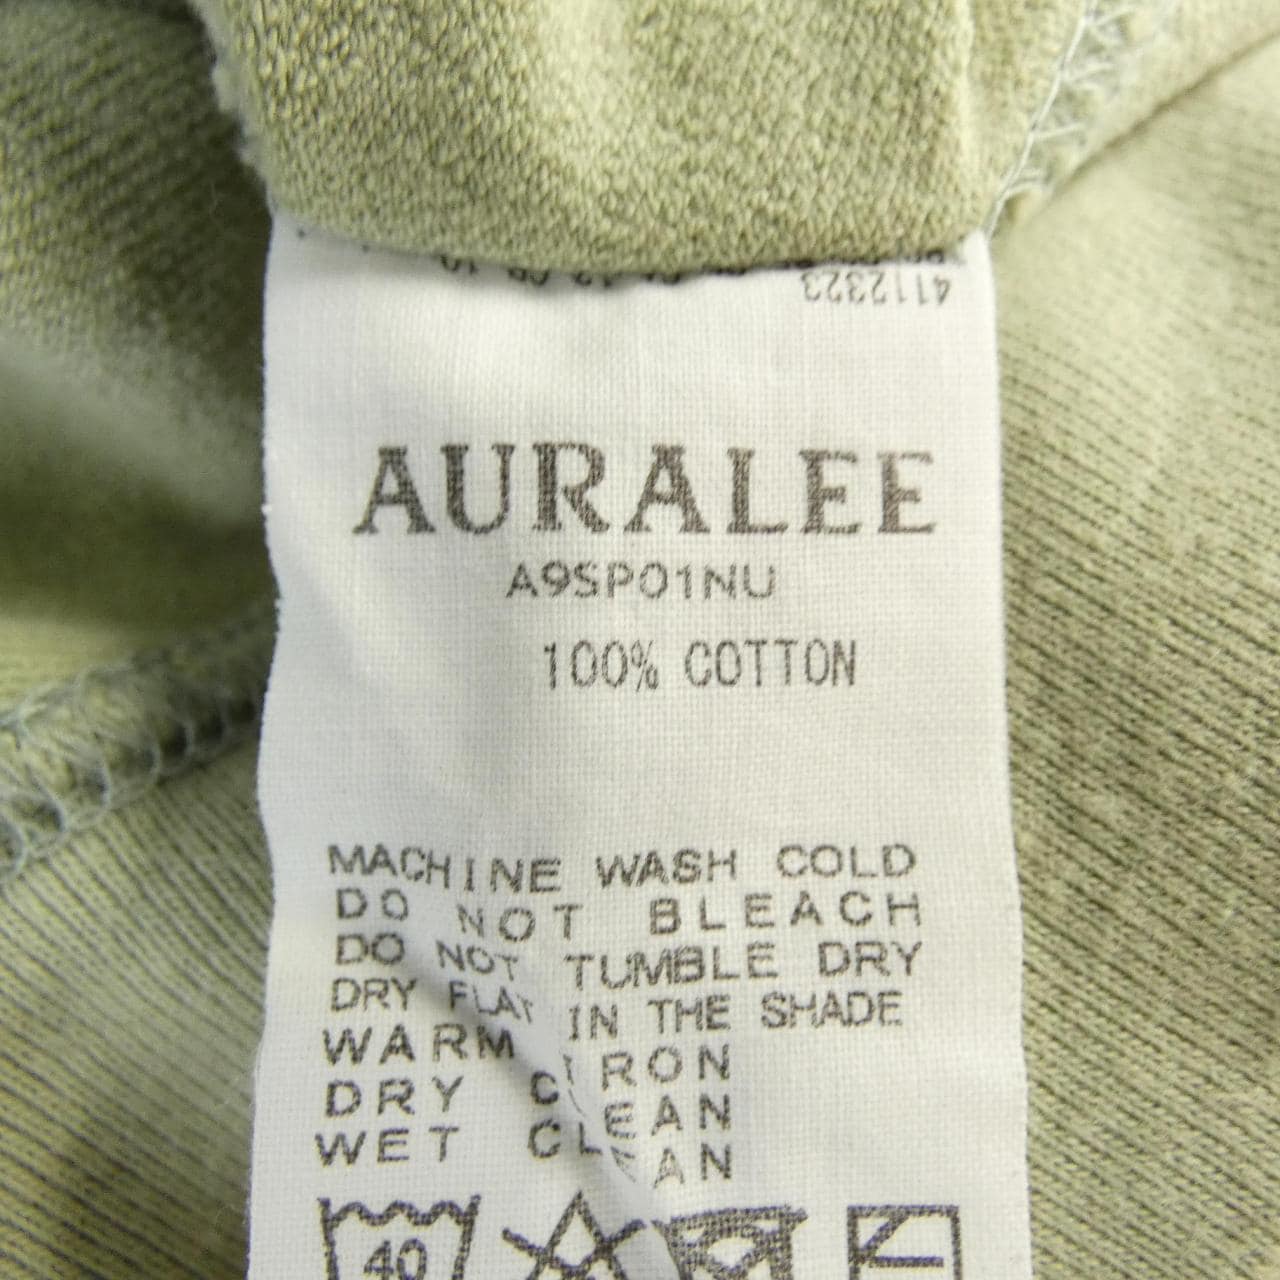 4112323
AURALEE
A9SP01NU
100% COTTON
MACHINE WASH COLD
DO NOT BLEACH
DO NOT TUMBLE DRY
DRY FLAT IN THE SHADE
WARM IRON
DRY CLEAN
WET CLEAN
40